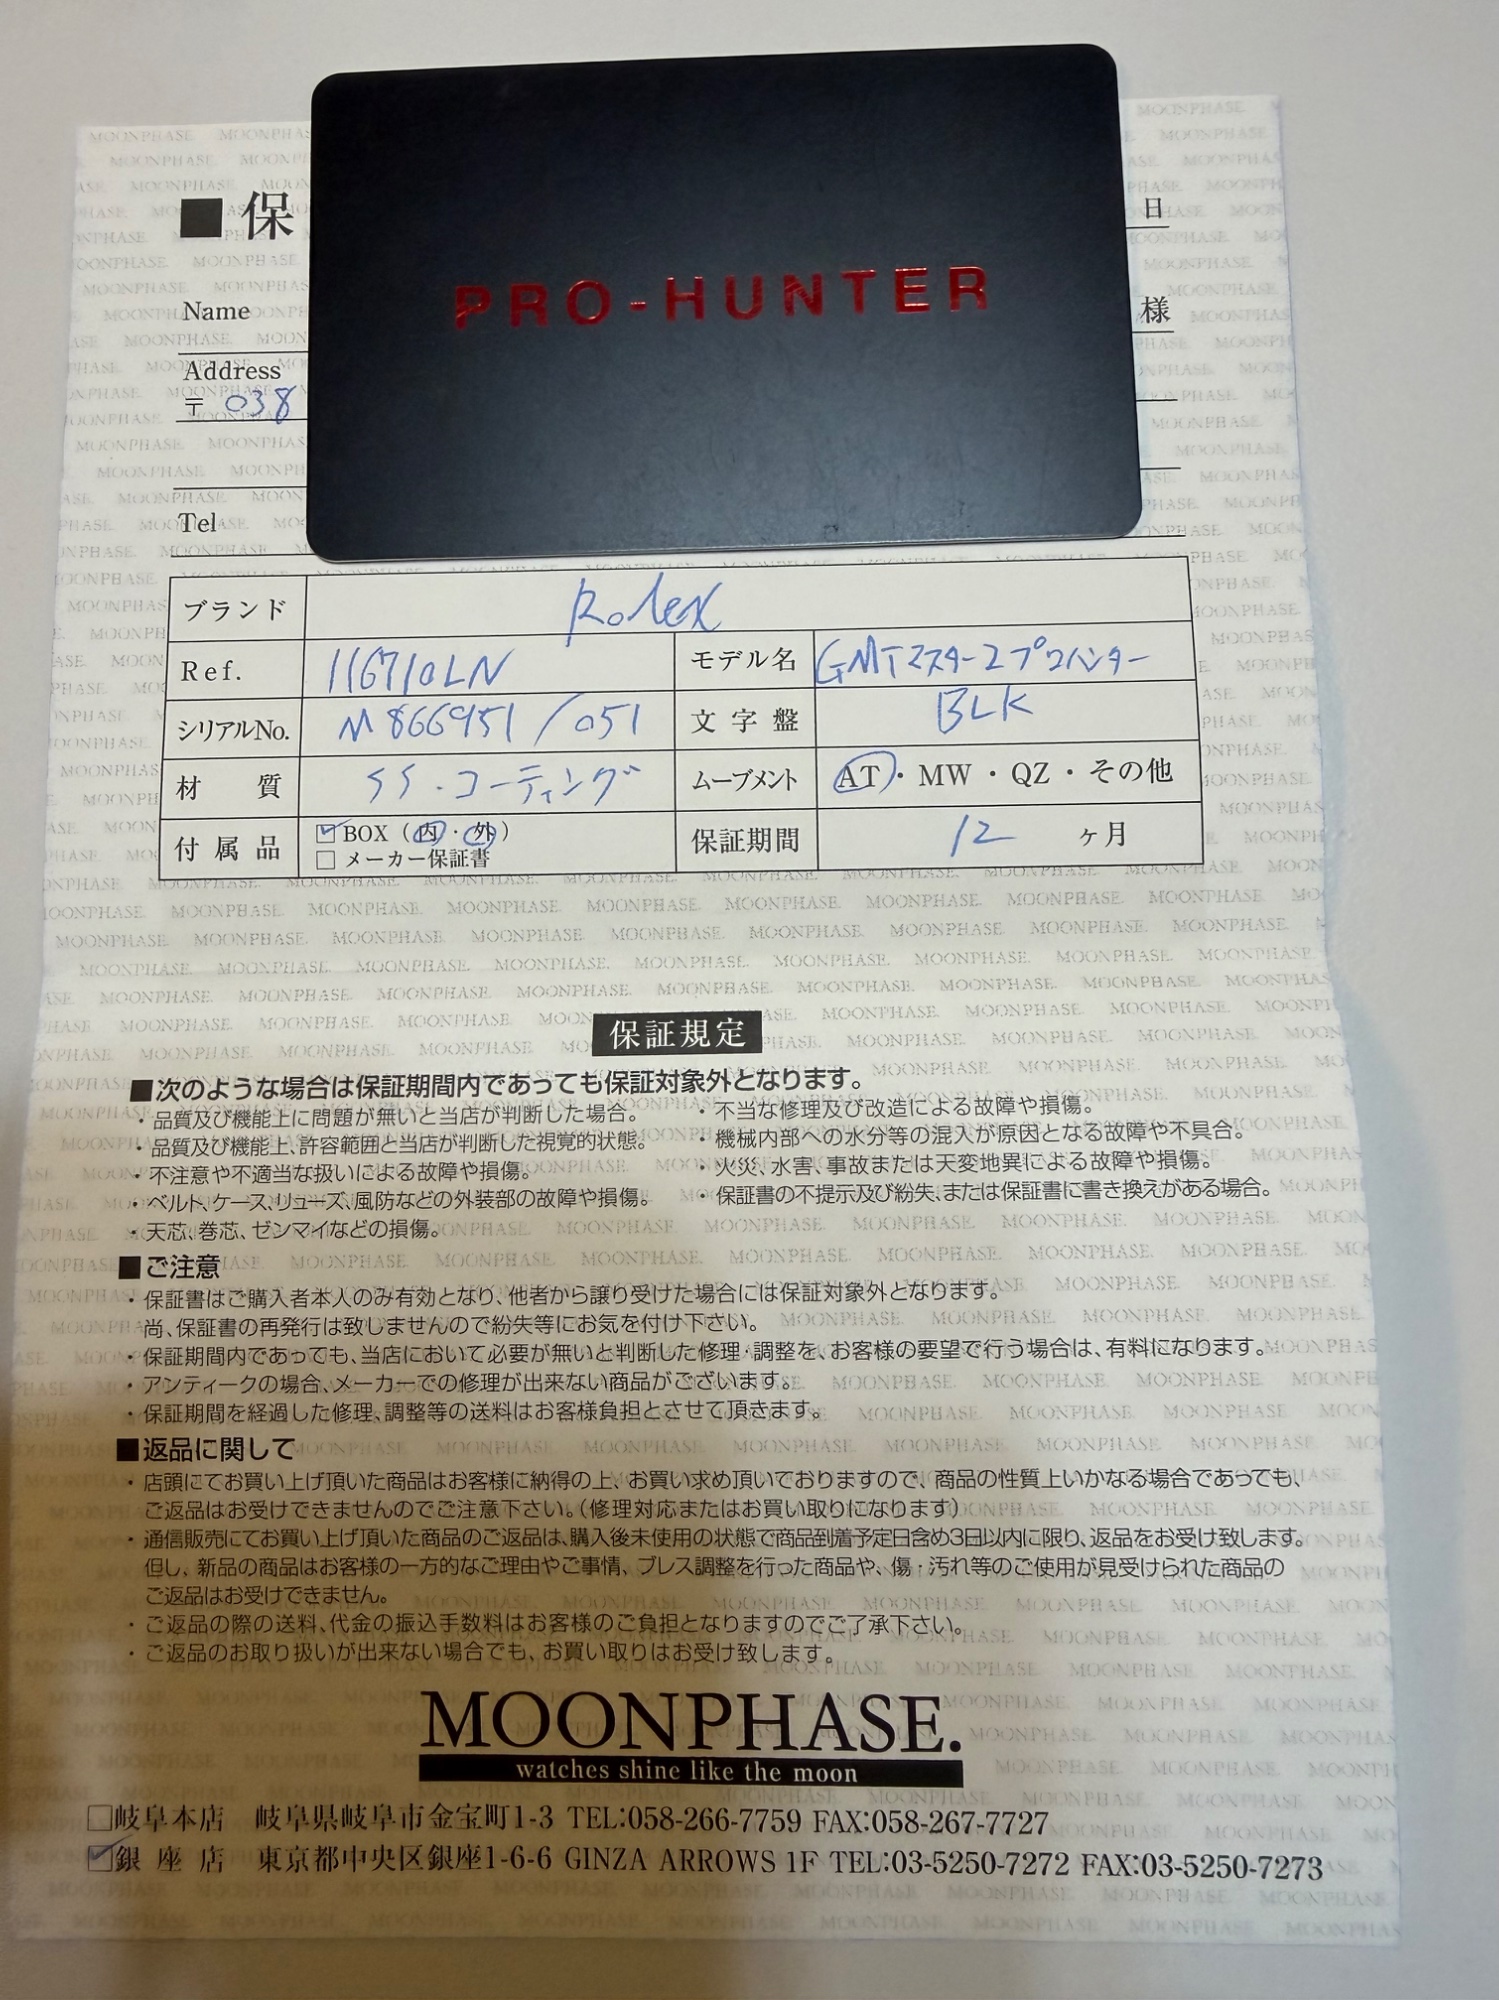 PRO-HUNTER
■保
日
Name
様
Address
〒 038
Tel
ブランド Rolex
Ref. 116710LN モデル名 GMTマスター2プロハンター
シリアルNo. M866951/051 文字盤 BLK
材質 SS・コーティング ムーブメント AT・MW・QZ・その他
付属品 ☑BOX（内・外） 保証期間 12 ヶ月
□メーカー保証書
保証規定
■次のような場合は保証期間内であっても保証対象外となります。
・品質及び機能上に問題が無いと当店が判断した場合。 ・不当な修理及び改造による故障や損傷。
・品質及び機能上、許容範囲と当店が判断した視覚的状態。 ・機械内部への水分等の混入が原因となる故障や不具合。
・不注意や不適当な扱いによる故障や損傷。 ・火災、水害、事故または天変地異による故障や損傷。
・ベルト、ケース、リューズ、風防などの外装部の故障や損傷。 ・保証書の不提示及び紛失、または保証書に書き換えがある場合。
・天芯、巻芯、ゼンマイなどの損傷。
■ご注意
・保証書はご購入者本人のみ有効となり、他者から譲り受けた場合には保証対象外となります。
尚、保証書の再発行は致しませんので紛失等にお気を付け下さい。
・保証期間内であっても、当店において必要が無いと判断した修理・調整を、お客様の要望で行う場合は、有料になります。
・アンティークの場合、メーカーでの修理が出来ない商品がございます。
・保証期間を経過した修理、調整等の送料はお客様負担とさせて頂きます。
■返品に関して
・店頭にてお買い上げ頂いた商品はお客様に納得の上、お買い求め頂いておりますので、商品の性質上いかなる場合であっても、
ご返品はお受けできませんのでご注意下さい。（修理対応またはお買い取りになります）
・通信販売にてお買い上げ頂いた商品のご返品は、購入後未使用の状態で商品到着予定日含め3日以内に限り、返品をお受け致します。
但し、新品の商品はお客様の一方的なご理由やご事情、ブレス調整を行った商品や、傷・汚れ等のご使用が見受けられた商品の
ご返品はお受けできません。
・ご返品の際の送料、代金の振込手数料はお客様のご負担となりますのでご了承下さい。
・ご返品のお取り扱いが出来ない場合でも、お買い取りはお受け致します。
MOONPHASE.
watches shine like the moon
□岐阜本店 岐阜県岐阜市金宝町1-3 TEL:058-266-7759 FAX:058-267-7727
☑銀座店 東京都中央区銀座1-6-6 GINZA ARROWS 1F TEL:03-5250-7272 FAX:03-5250-7273